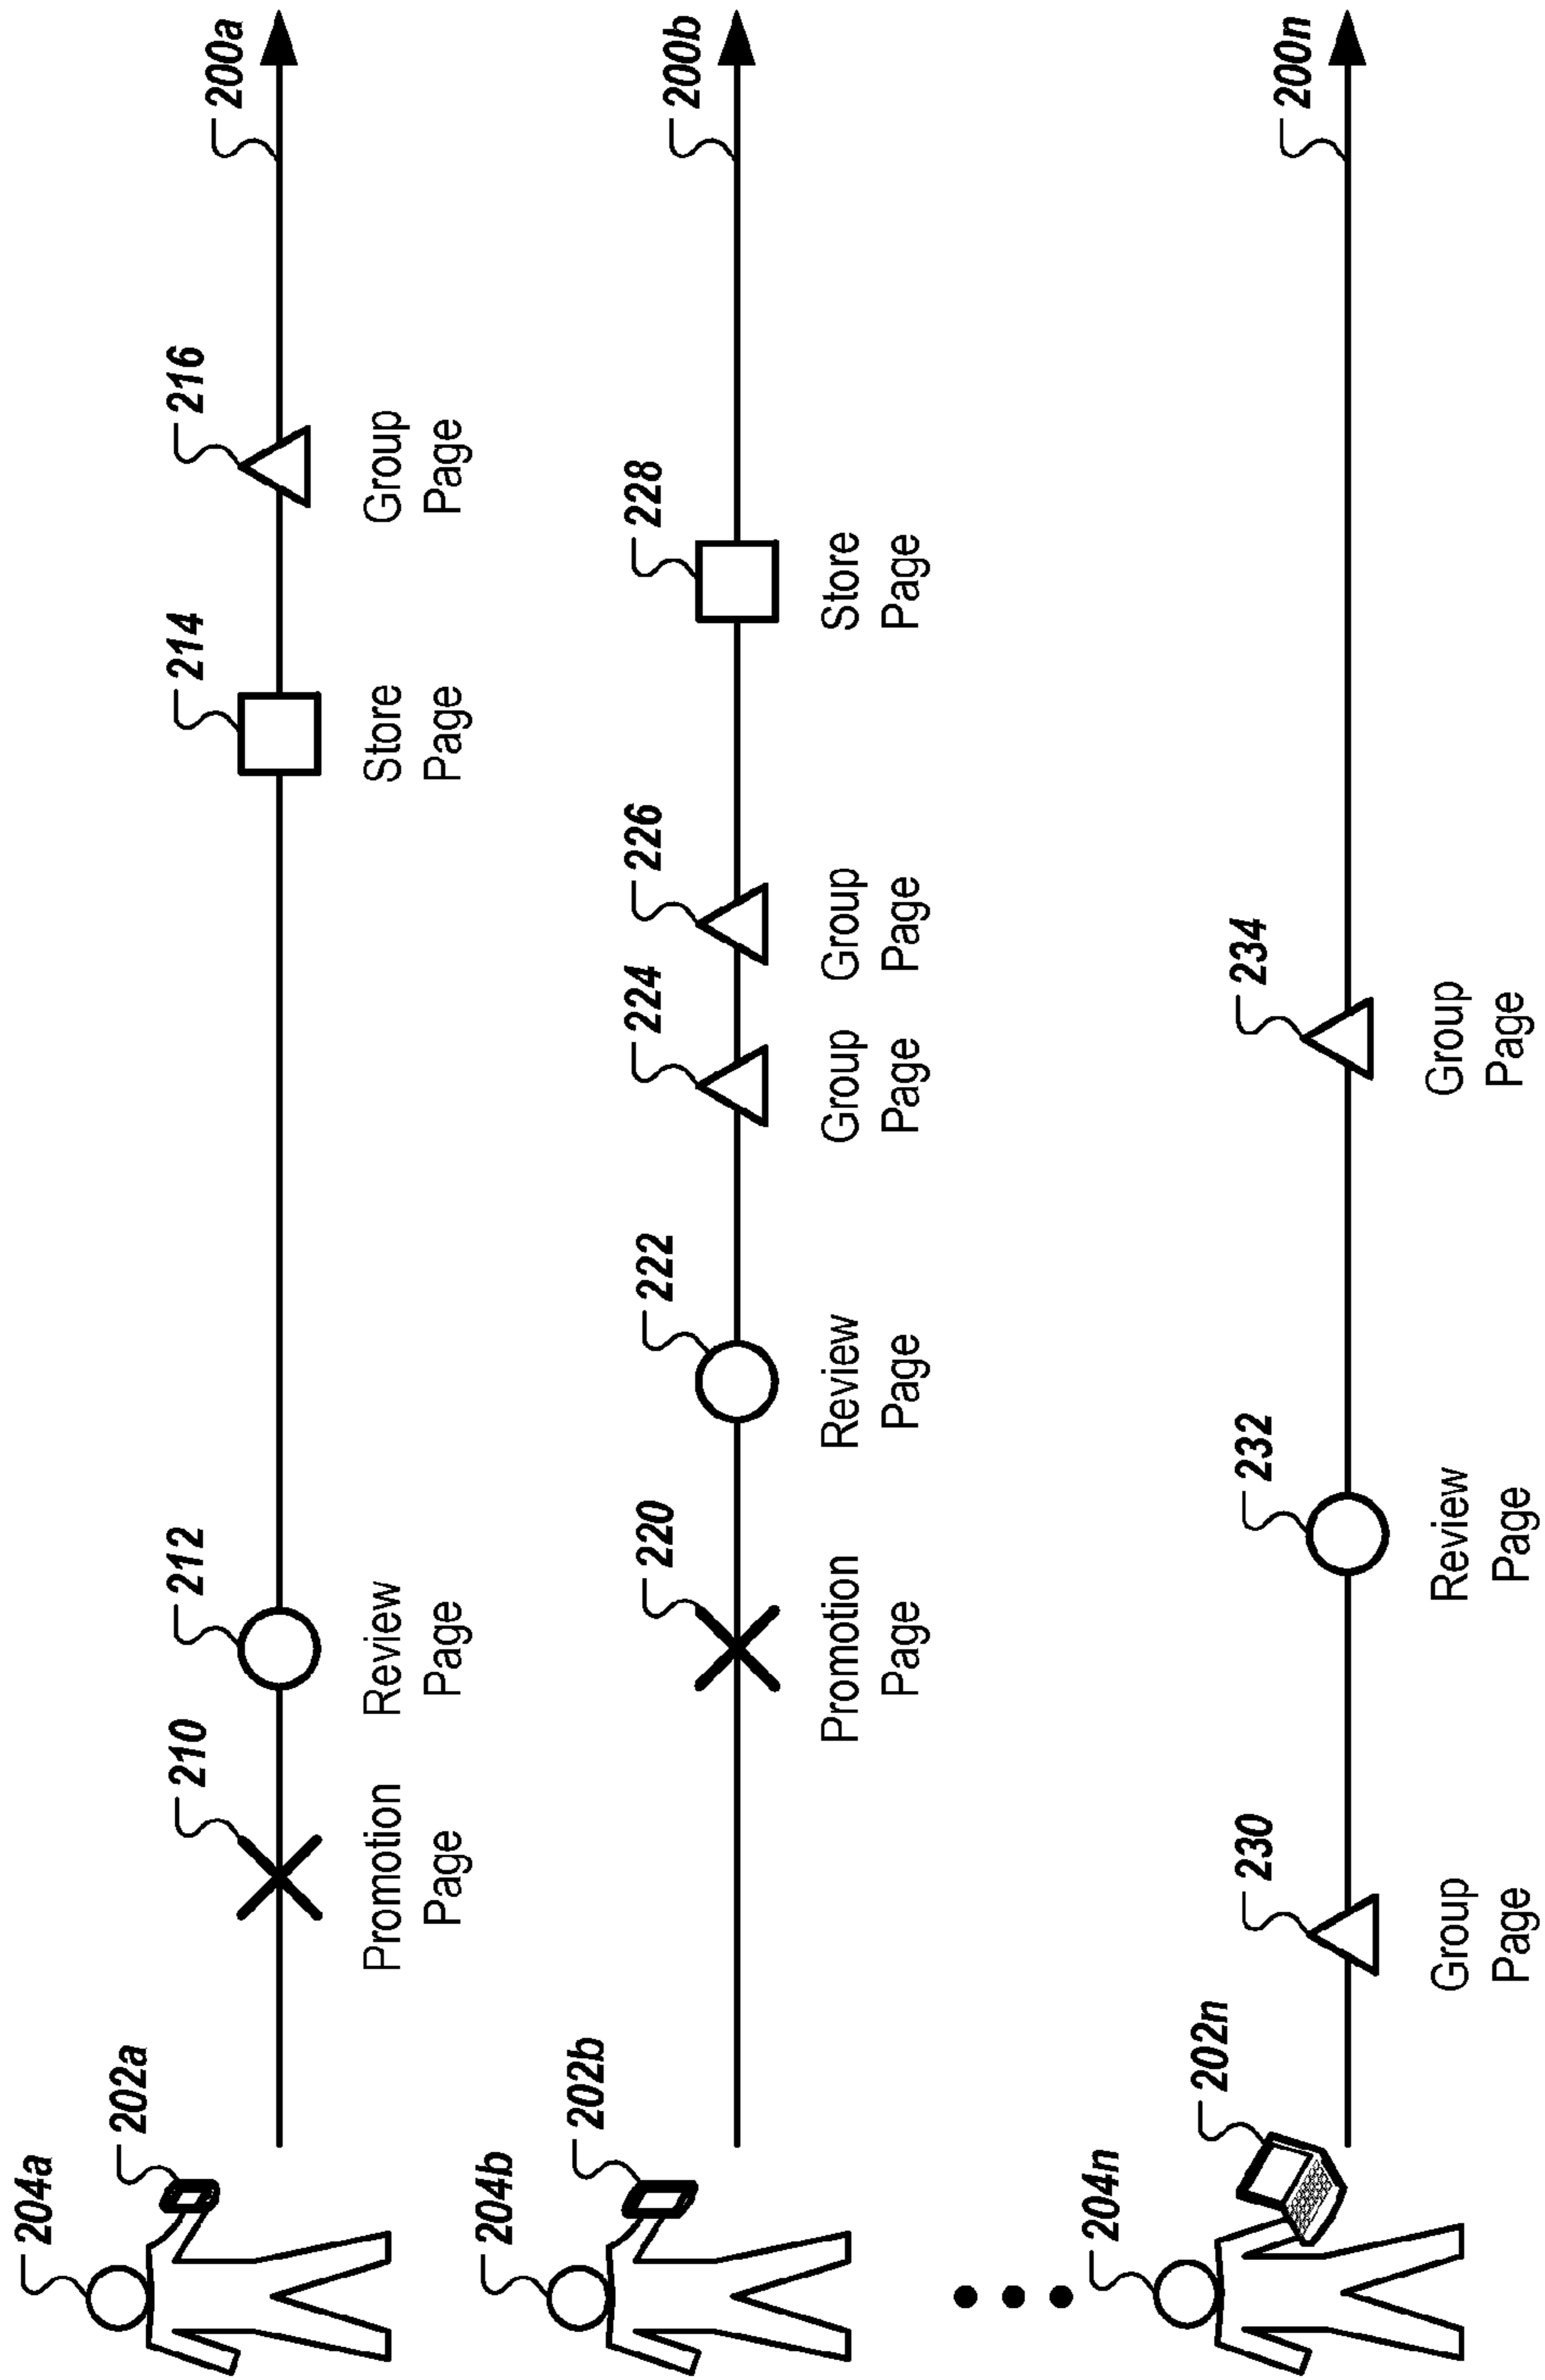 204a
202a
210
212
214
216
200a
Promotion
Page
Review
Page
Store
Page
Group
Page
204b
202b
220
222
224
226
228
200b
Promotion
Page
Review
Page
Group
Page
Group
Page
Store
Page
204n
202n
230
232
234
200n
Group
Page
Review
Page
Group
Page